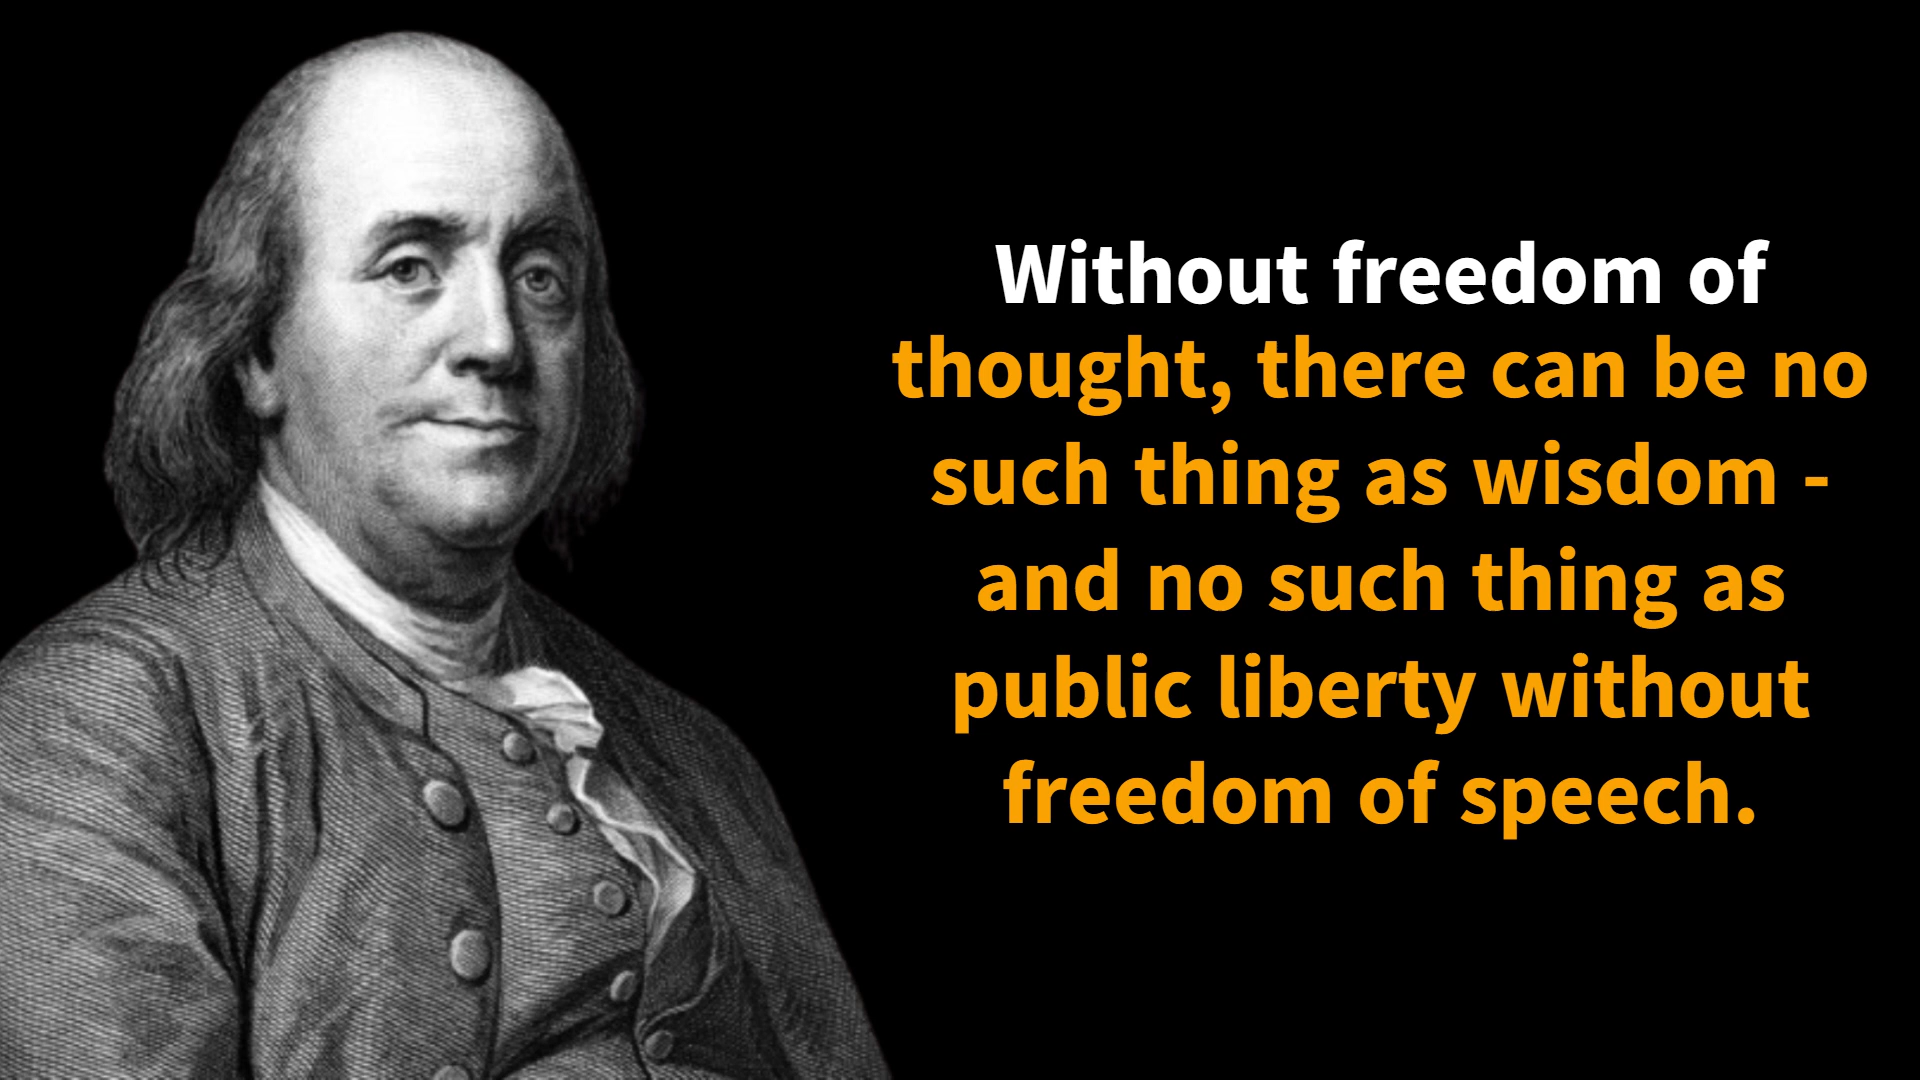 Without freedom of
thought, there can be no
such thing as wisdom -
and no such thing as
public liberty without
freedom of speech.